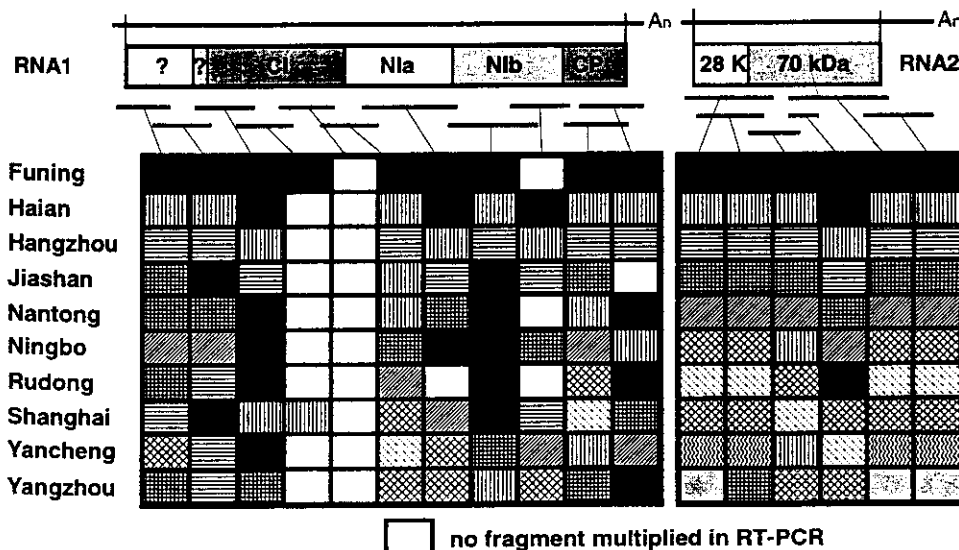 An An
RNA1 ? ? CI NIa NIb CP 28 K 70 kDa RNA2
Funing
Haian
Hangzhou
Jiashan
Nantong
Ningbo
Rudong
Shanghai
Yancheng
Yangzhou
no fragment multiplied in RT-PCR